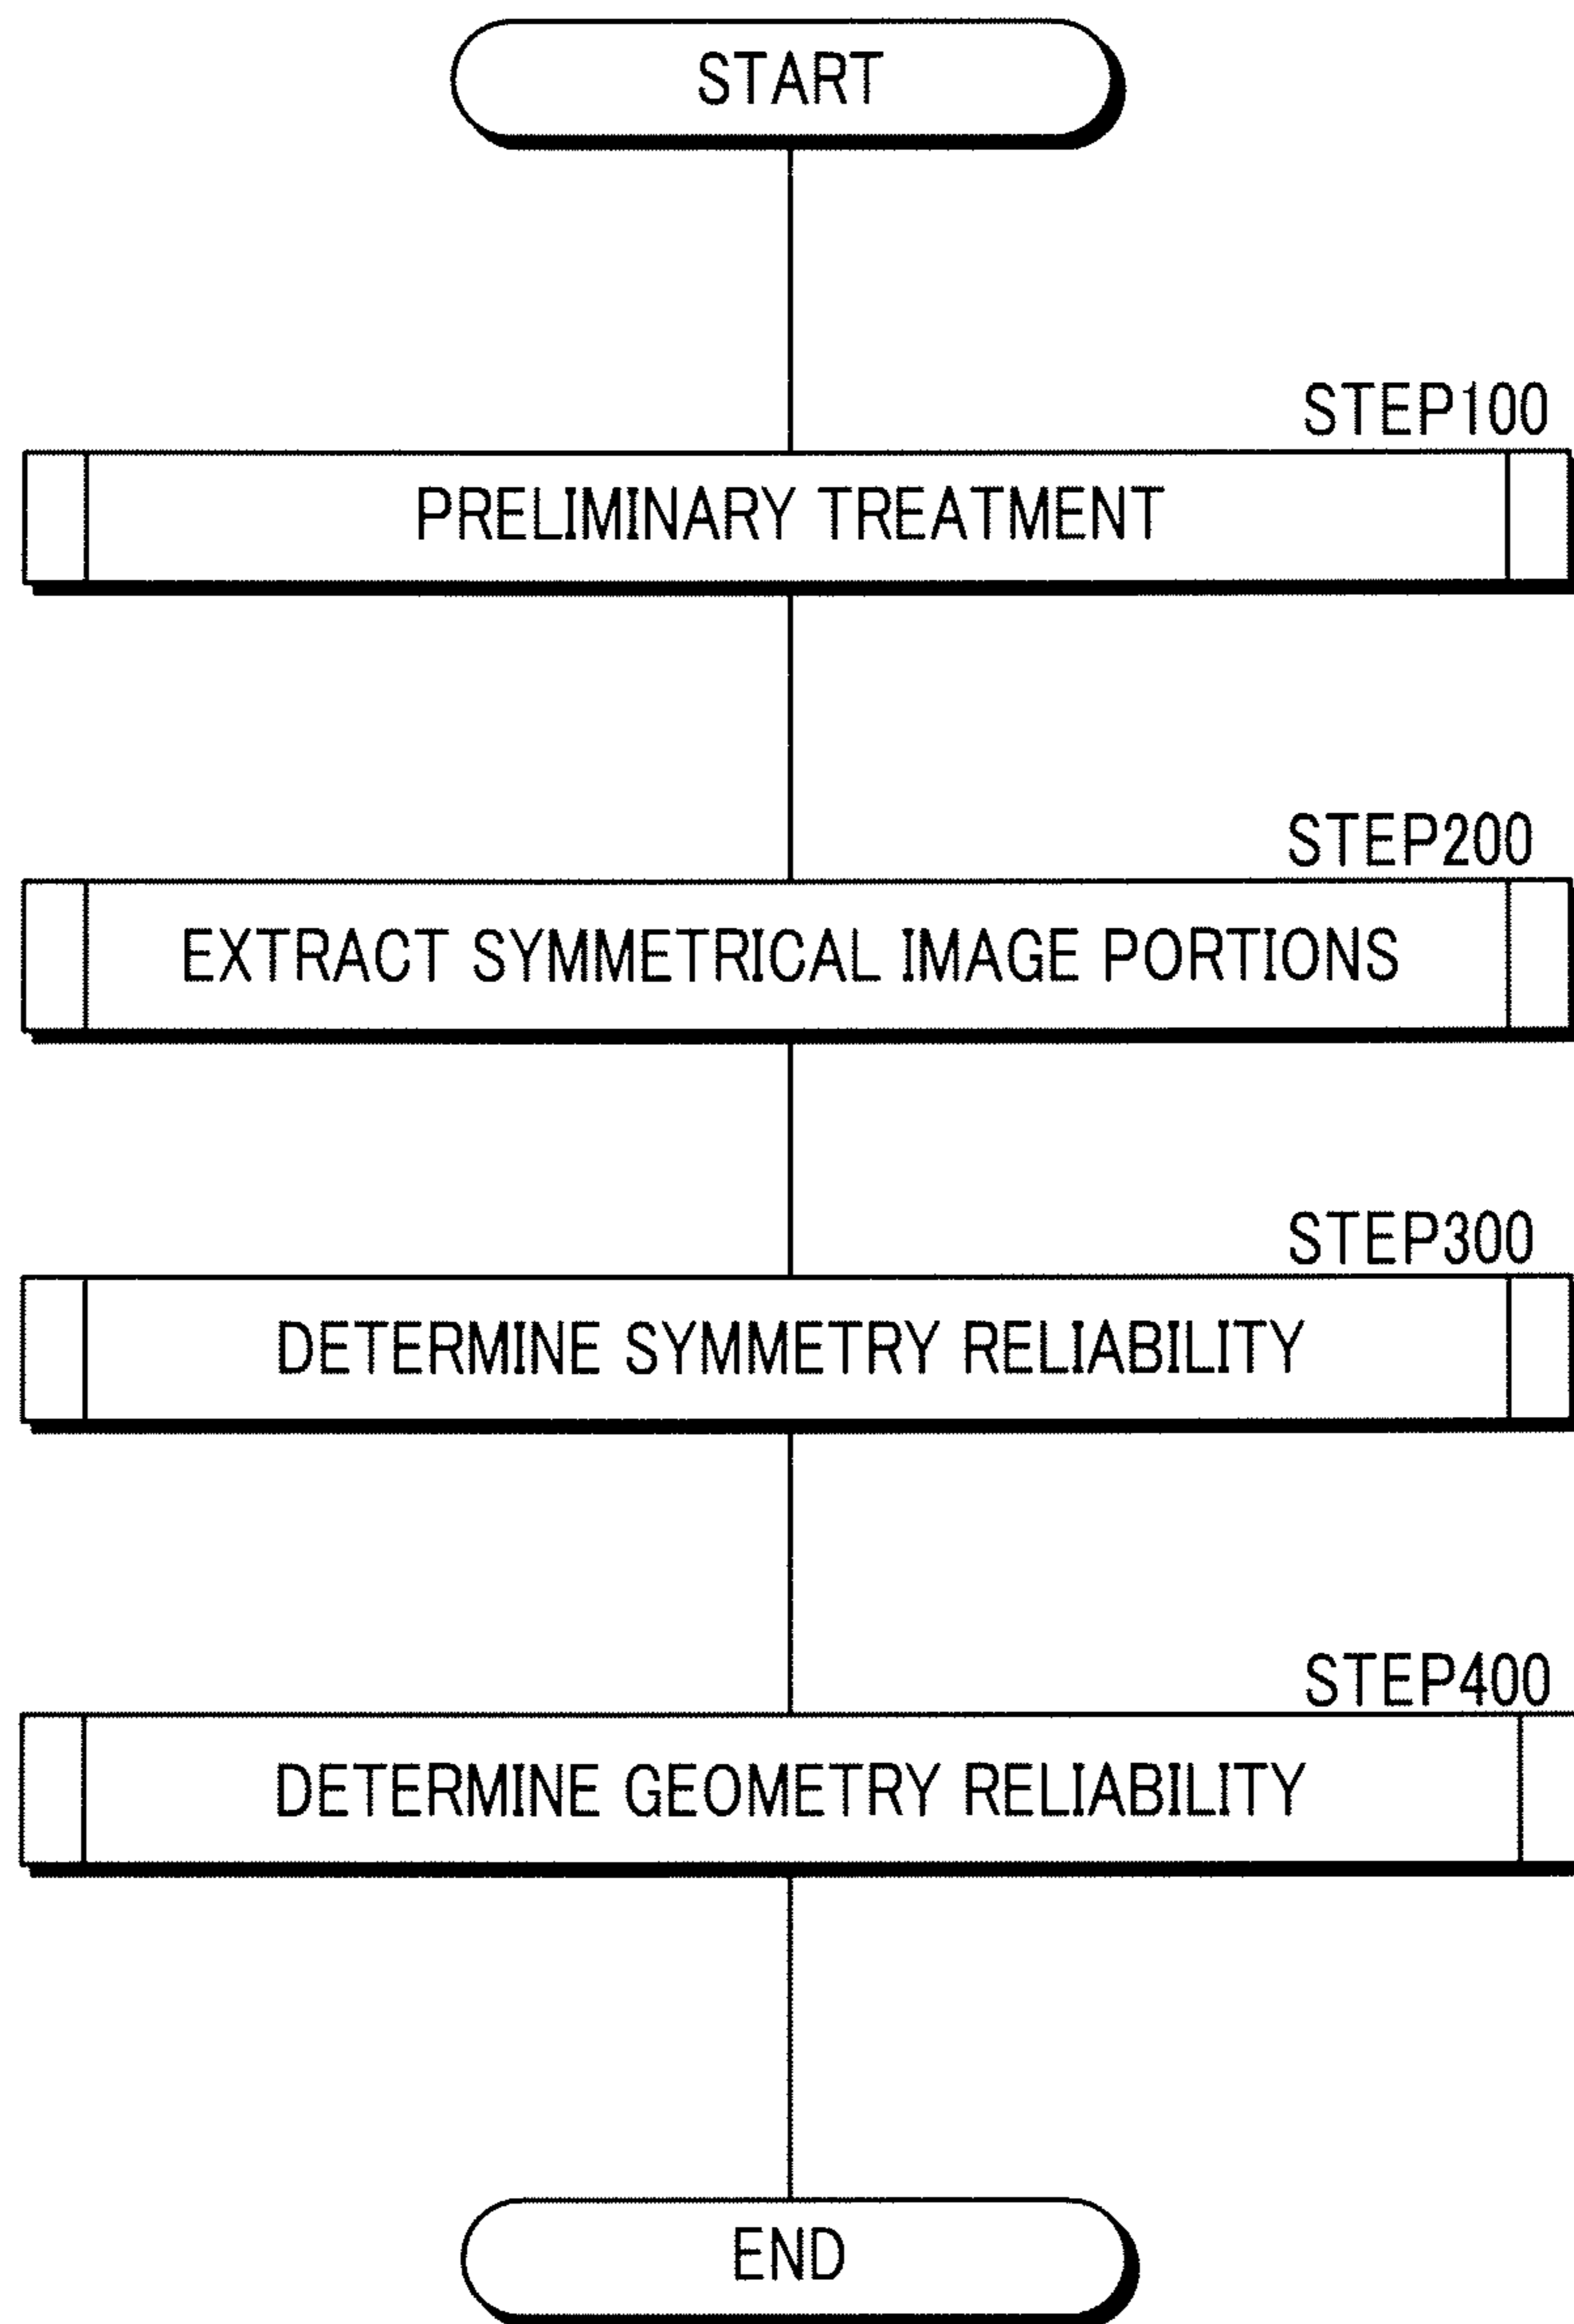 START
STEP100
PRELIMINARY TREATMENT
STEP200
EXTRACT SYMMETRICAL IMAGE PORTIONS
STEP300
DETERMINE SYMMETRY RELIABILITY
STEP400
DETERMINE GEOMETRY RELIABILITY
END